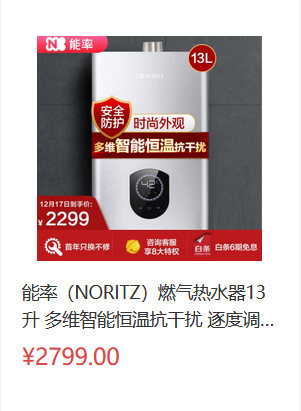 能率
13L
NORITZ
安全
防护
时尚外观
多维智能恒温抗干扰
42
12月17日到手价:
¥2299
首年只换不修
咨询客服
享8大特权
白条
白条6期免息
能率（NORITZ）燃气热水器13
升 多维智能恒温抗干扰 逐度调...
¥2799.00